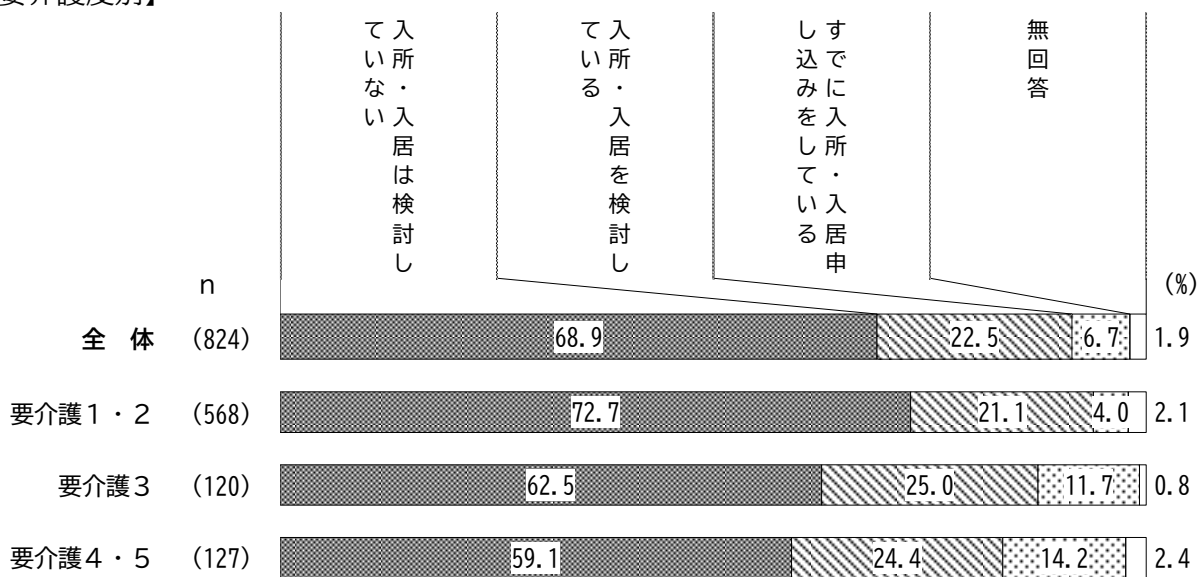 要介護度別】
入所・入居は検討し
ていない
入所・入居を検討し
ている
すでに入所・入居申
し込みをしている
無回答
n
(%)
全 体 (824) 68.9 22.5 6.7 1.9
要介護1・2 (568) 72.7 21.1 4.0 2.1
要介護3 (120) 62.5 25.0 11.7 0.8
要介護4・5 (127) 59.1 24.4 14.2 2.4